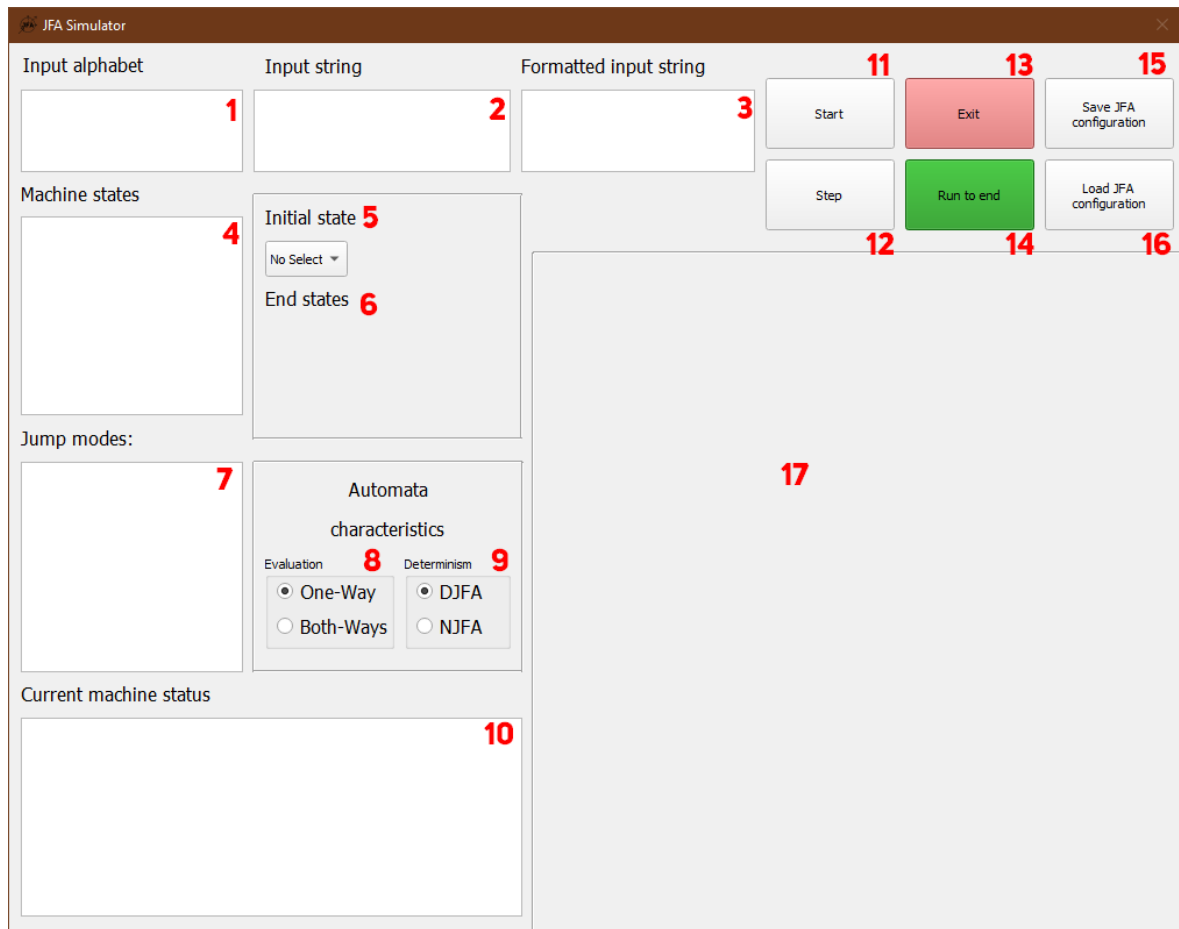 JFA Simulator
Input alphabet
Input string
Formatted input string
1
2
3
11
13
15
Start
Exit
Save JFA
configuration
Machine states
4
Initial state 5
No Select
End states 6
Step
Run to end
Load JFA
configuration
12
14
16
Jump modes:
7
Automata
characteristics
Evaluation 8
One-Way
Both-Ways
Determinism 9
DJFA
NJFA
17
Current machine status
10